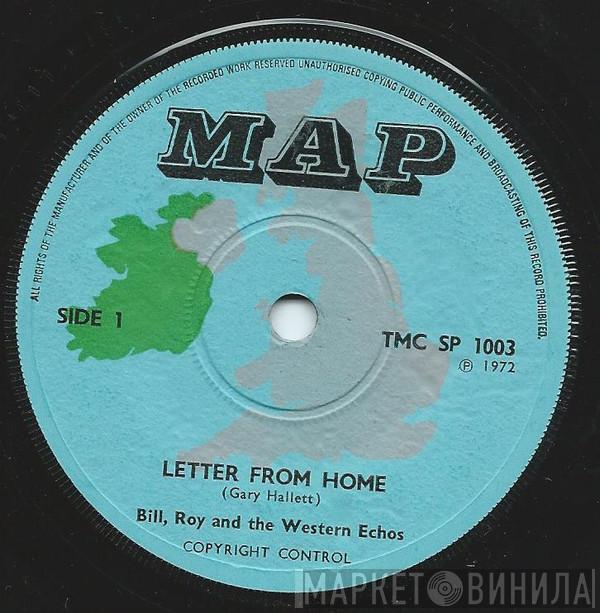 ALL RIGHTS OF THE MANUFACTURER AND OF THE OWNER OF THE RECORDED WORK RESERVED UNAUTHORISED COPYING PUBLIC PERFORMANCE AND BROADCASTING OF THIS RECORD PROHIBITED.
MAP
SIDE 1
TMC SP 1003
Ⓟ 1972
LETTER FROM HOME
(Gary Hallett)
Bill, Roy and the Western Echos
COPYRIGHT CONTROL
МАРКЕТ ВИНИЛА